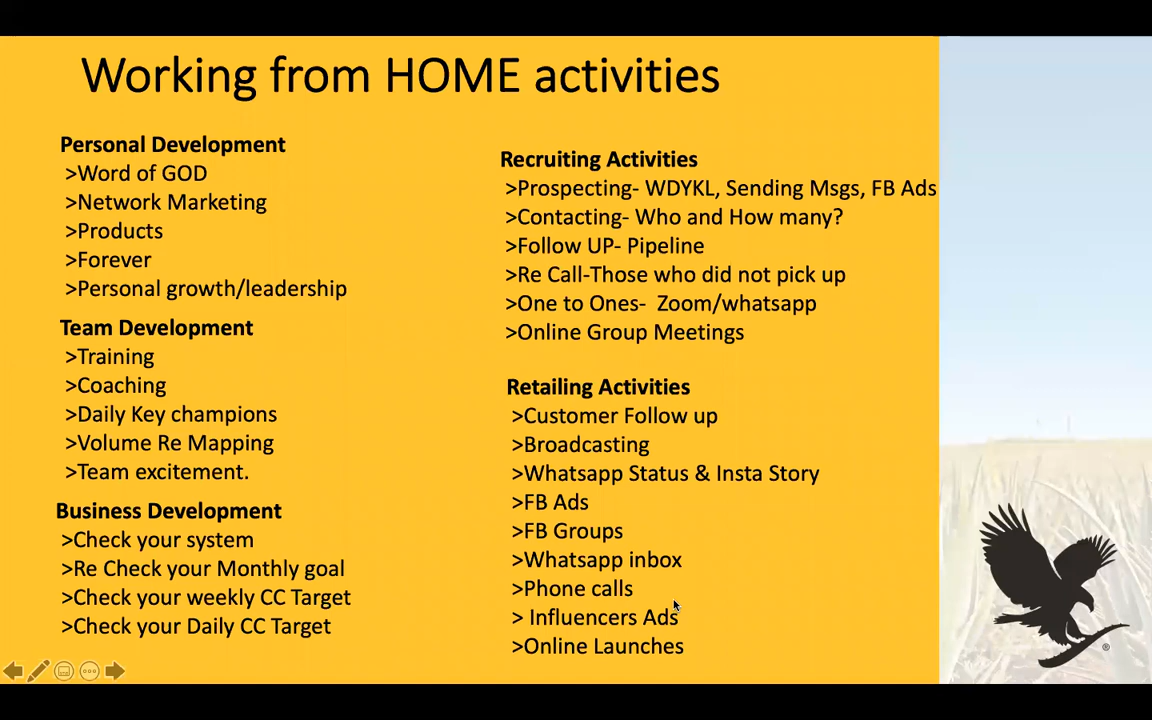 Working from HOME activities
Personal Development
>Word of GOD
>Network Marketing
>Products
>Forever
>Personal growth/leadership
Team Development
>Training
>Coaching
>Daily Key champions
>Volume Re Mapping
>Team excitement.
Business Development
>Check your system
>Re Check your Monthly goal
>Check your weekly CC Target
>Check your Daily CC Target
Recruiting Activities
>Prospecting- WDYKL, Sending Msgs, FB Ads
>Contacting- Who and How many?
>Follow UP- Pipeline
>Re Call-Those who did not pick up
>One to Ones-  Zoom/whatsapp
>Online Group Meetings
Retailing Activities
>Customer Follow up
>Broadcasting
>Whatsapp Status & Insta Story
>FB Ads
>FB Groups
>Whatsapp inbox
>Phone calls
> Influencers Ads
>Online Launches
®